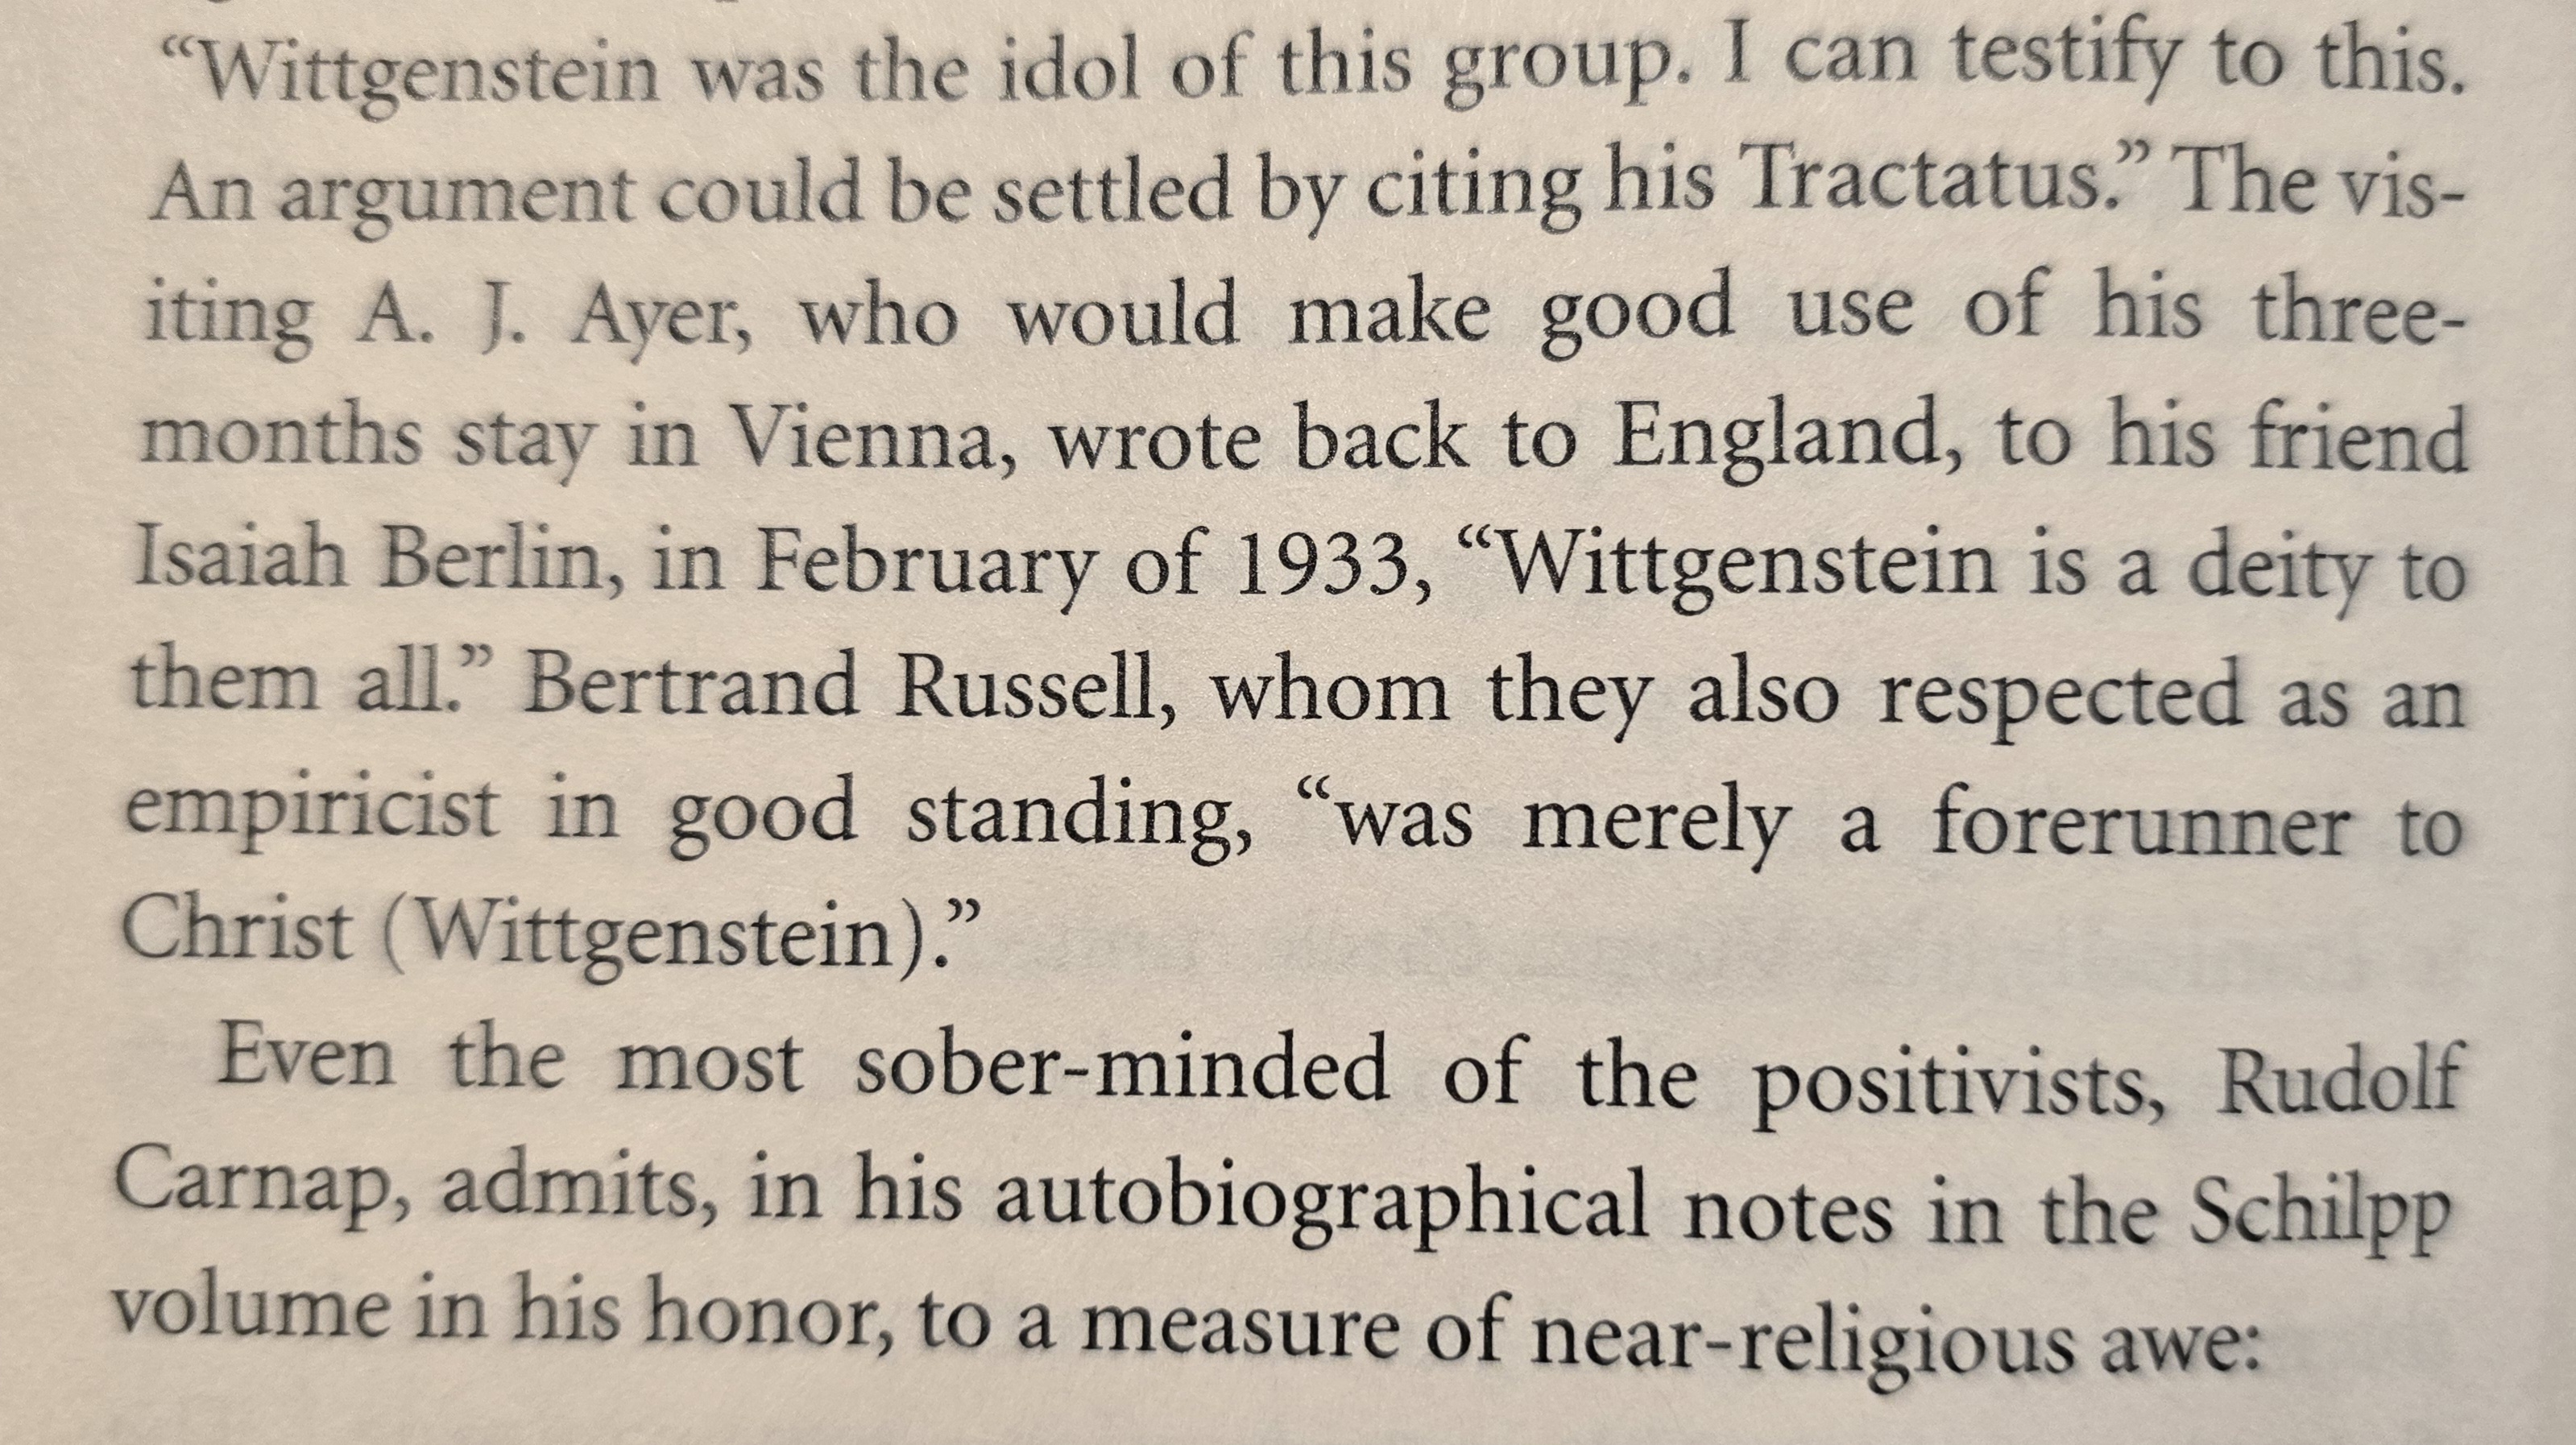 “Wittgenstein was the idol of this group. I can testify to this.
An argument could be settled by citing his Tractatus.” The vis-
iting A. J. Ayer, who would make good use of his three-
months stay in Vienna, wrote back to England, to his friend
Isaiah Berlin, in February of 1933, “Wittgenstein is a deity to
them all.” Bertrand Russell, whom they also respected as an
empiricist in good standing, “was merely a forerunner to
Christ (Wittgenstein).”
Even the most sober-minded of the positivists, Rudolf
Carnap, admits, in his autobiographical notes in the Schilpp
volume in his honor, to a measure of near-religious awe: